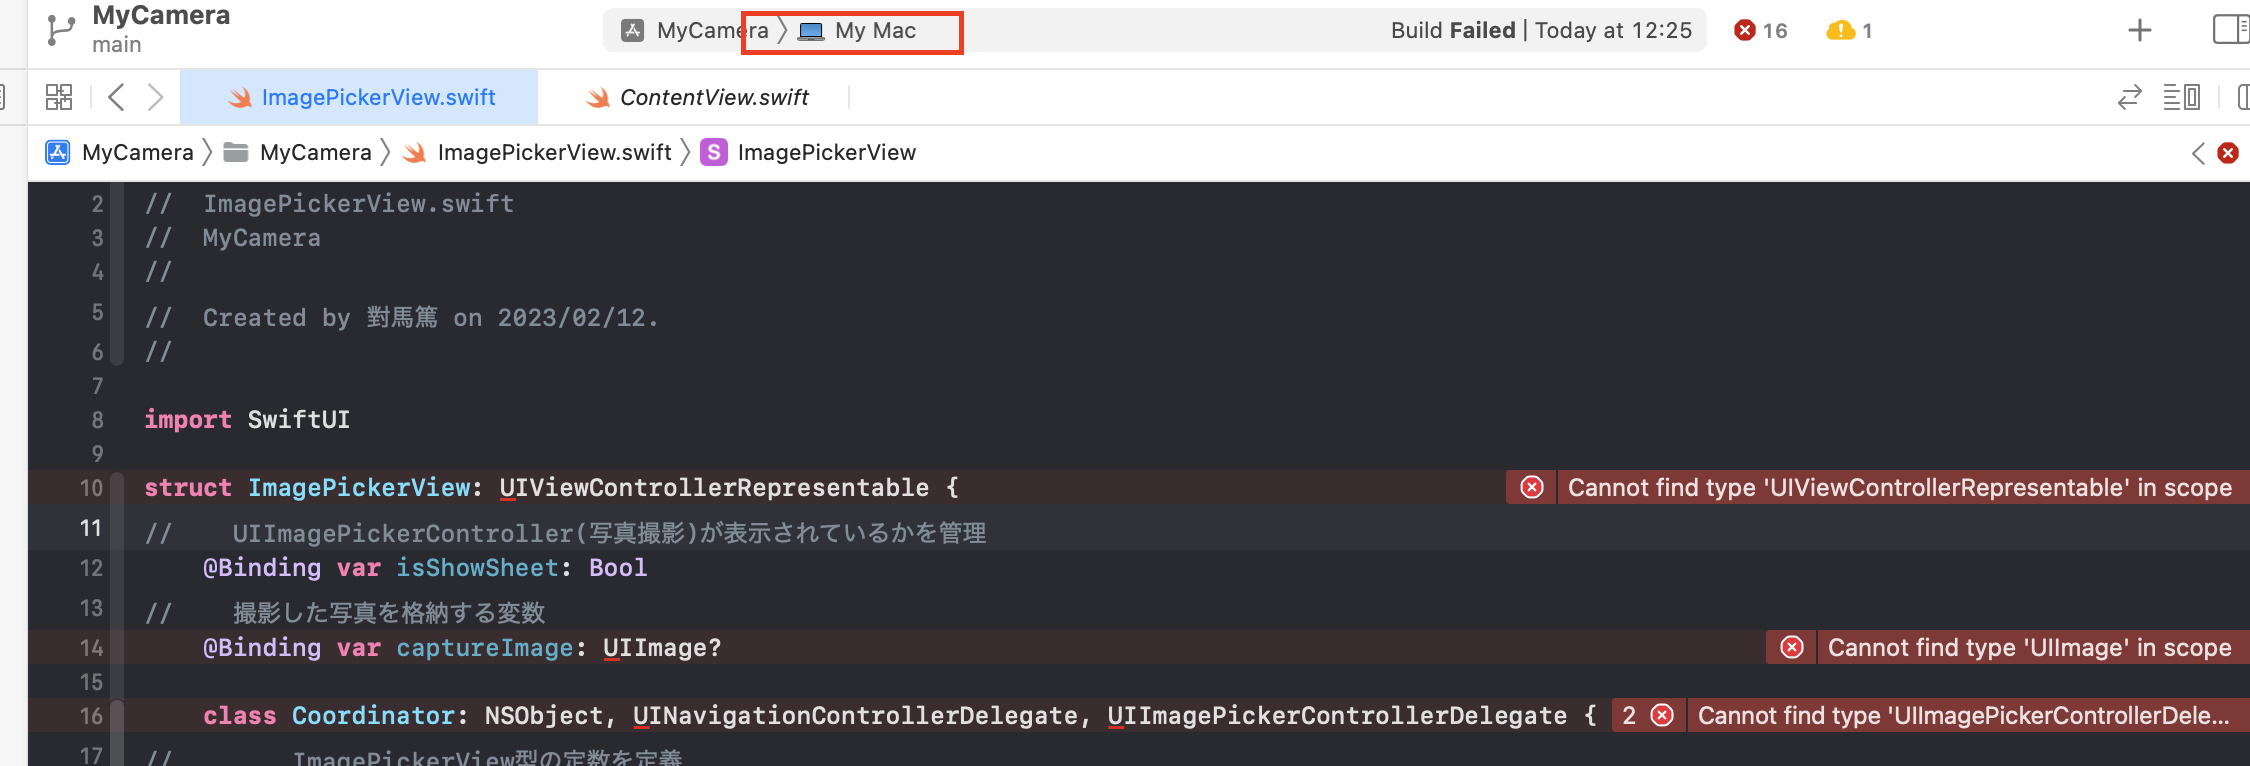 MyCamera
main
MyCamera 〉 My Mac
Build Failed | Today at 12:25
16
1
ImagePickerView.swift
ContentView.swift
MyCamera 〉 MyCamera 〉 ImagePickerView.swift 〉 S ImagePickerView
2 //  ImagePickerView.swift
3 //  MyCamera
4 //
5 //  Created by 對馬篤 on 2023/02/12.
6 //
7
8 import SwiftUI
9
10 struct ImagePickerView: UIViewControllerRepresentable {
Cannot find type 'UIViewControllerRepresentable' in scope
11 //    UIImagePickerController(写真撮影)が表示されているかを管理
12     @Binding var isShowSheet: Bool
13 //    撮影した写真を格納する変数
14     @Binding var captureImage: UIImage?
Cannot find type 'UIImage' in scope
15
16     class Coordinator: NSObject, UINavigationControllerDelegate, UIImagePickerControllerDelegate {
2 Cannot find type 'UIImagePickerControllerDele...
17 //        ImagePickerView型の定数を定義